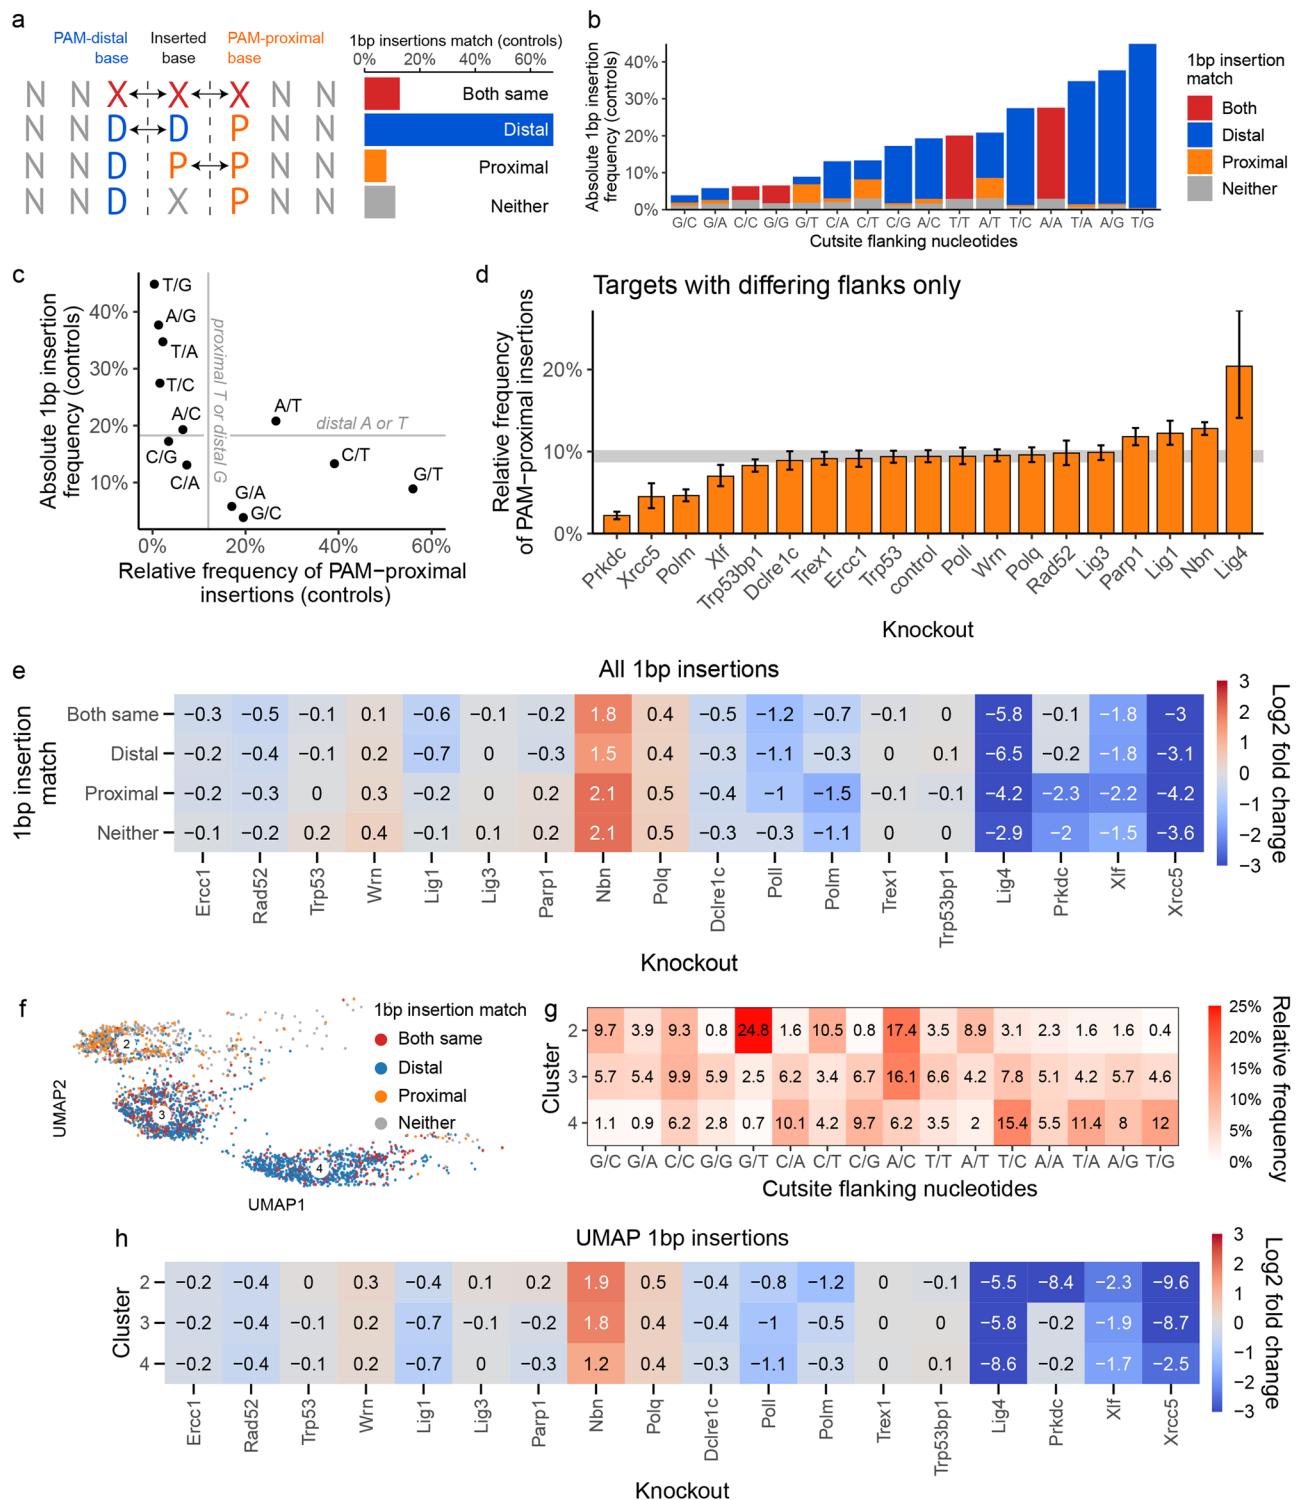 a
PAM-distal base
Inserted base
PAM-proximal base
N N X X X N N
N N D D P N N
N N D P P N N
N N D X P N N
1bp insertions match (controls)
0% 20% 40% 60%
Both same
Distal
Proximal
Neither
b
Absolute 1bp insertion frequency (controls)
40%
30%
20%
10%
0%
G/C G/A C/C G/G G/T C/A C/T C/G A/C T/T A/T T/C A/A T/A A/G T/G
Cutsite flanking nucleotides
1bp insertion match
Both
Distal
Proximal
Neither
c
Absolute 1bp insertion frequency (controls)
40%
30%
20%
10%
T/G
A/G
T/A
T/C
A/C
C/G
C/A
A/T
C/T
G/T
G/A
G/C
proximal T or distal G
distal A or T
0% 20% 40% 60%
Relative frequency of PAM−proximal insertions (controls)
d
Targets with differing flanks only
Relative frequency of PAM−proximal insertions
20%
10%
0%
Prkdc Xrcc5 Polm Xlf Trp53bp1 Dclre1c Trex1 Ercc1 Trp53 control Poll Wrn Polq Rad52 Lig3 Parp1 Lig1 Nbn Lig4
Knockout
e
All 1bp insertions
1bp insertion match
Both same −0.3 −0.5 −0.1 0.1 −0.6 −0.1 −0.2 1.8 0.4 −0.5 −1.2 −0.7 −0.1 0 −5.8 −0.1 −1.8 −3
Distal −0.2 −0.4 −0.1 0.2 −0.7 0 −0.3 1.5 0.4 −0.3 −1.1 −0.3 0 0.1 −6.5 −0.2 −1.8 −3.1
Proximal −0.2 −0.3 0 0.3 −0.2 0 0.2 2.1 0.5 −0.4 −1 −1.5 −0.1 −0.1 −4.2 −2.3 −2.2 −4.2
Neither −0.1 −0.2 0.2 0.4 −0.1 0.1 0.2 2.1 0.5 −0.3 −0.3 −1.1 0 0 −2.9 −2 −1.5 −3.6
Ercc1 Rad52 Trp53 Wrn Lig1 Lig3 Parp1 Nbn Polq Dclre1c Poll Polm Trex1 Trp53bp1 Lig4 Prkdc Xlf Xrcc5
Knockout
3
2
1
0
−1
−2
−3
Log2 fold change
f
UMAP2
UMAP1
2
3
4
1bp insertion match
Both same
Distal
Proximal
Neither
g
Cluster
2 9.7 3.9 9.3 0.8 24.8 1.6 10.5 0.8 17.4 3.5 8.9 3.1 2.3 1.6 1.6 0.4
3 5.7 5.4 9.9 5.9 2.5 6.2 3.4 6.7 16.1 6.6 4.2 7.8 5.1 4.2 5.7 4.6
4 1.1 0.9 6.2 2.8 0.7 10.1 4.2 9.7 6.2 3.5 2 15.4 5.5 11.4 8 12
G/C G/A C/C G/G G/T C/A C/T C/G A/C T/T A/T T/C A/A T/A A/G T/G
Cutsite flanking nucleotides
25%
20%
15%
10%
5%
0%
Relative frequency
h
UMAP 1bp insertions
Cluster
2 −0.2 −0.4 0 0.3 −0.4 0.1 0.2 1.9 0.5 −0.4 −0.8 −1.2 0 −0.1 −5.5 −8.4 −2.3 −9.6
3 −0.2 −0.4 −0.1 0.2 −0.7 −0.1 −0.2 1.8 0.4 −0.4 −1 −0.5 0 0 −5.8 −0.2 −1.9 −8.7
4 −0.2 −0.4 −0.1 0.2 −0.7 0 −0.3 1.2 0.4 −0.3 −1.1 −0.3 0 0.1 −8.6 −0.2 −1.7 −2.5
Ercc1 Rad52 Trp53 Wrn Lig1 Lig3 Parp1 Nbn Polq Dclre1c Poll Polm Trex1 Trp53bp1 Lig4 Prkdc Xlf Xrcc5
Knockout
3
2
1
0
−1
−2
−3
Log2 fold change